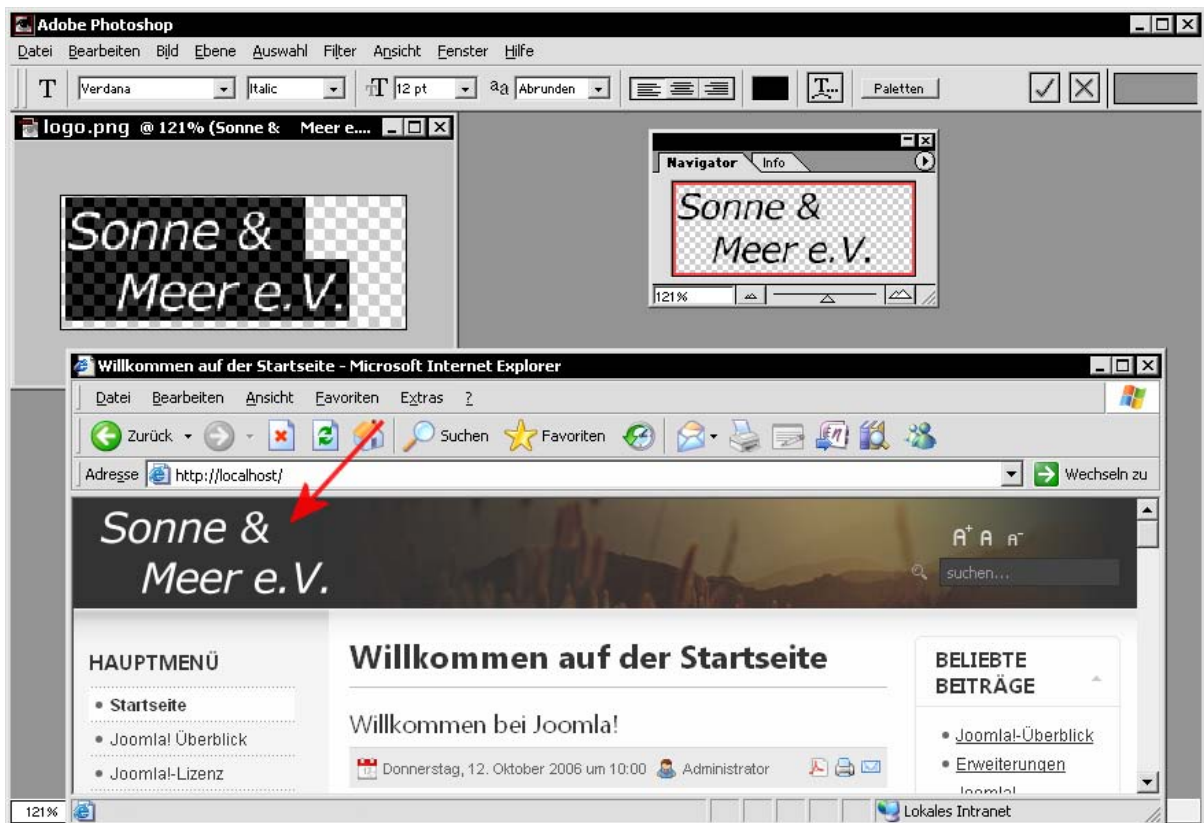 Adobe Photoshop
Datei Bearbeiten Bild Ebene Auswahl Filter Ansicht Fenster Hilfe
T Verdana Italic T 12 pt aa Abrunden T... Paletten
logo.png @ 121% (Sonne & Meer e....
Sonne &
Meer e.V.
Navigator Info
Sonne &
Meer e.V.
121%
Willkommen auf der Startseite - Microsoft Internet Explorer
Datei Bearbeiten Ansicht Favoriten Extras ?
Zurück Suchen Favoriten
Adresse http://localhost/ Wechseln zu
Sonne &
Meer e.V.
A+ A A-
suchen...
HAUPTMENÜ
Startseite
Joomla! Überblick
Joomla!-Lizenz
Willkommen auf der Startseite
Willkommen bei Joomla!
Donnerstag, 12. Oktober 2006 um 10:00 Administrator
BELIEBTE
BEITRÄGE
Joomla!-Überblick
Erweiterungen
Joomla!
121%
Lokales Intranet